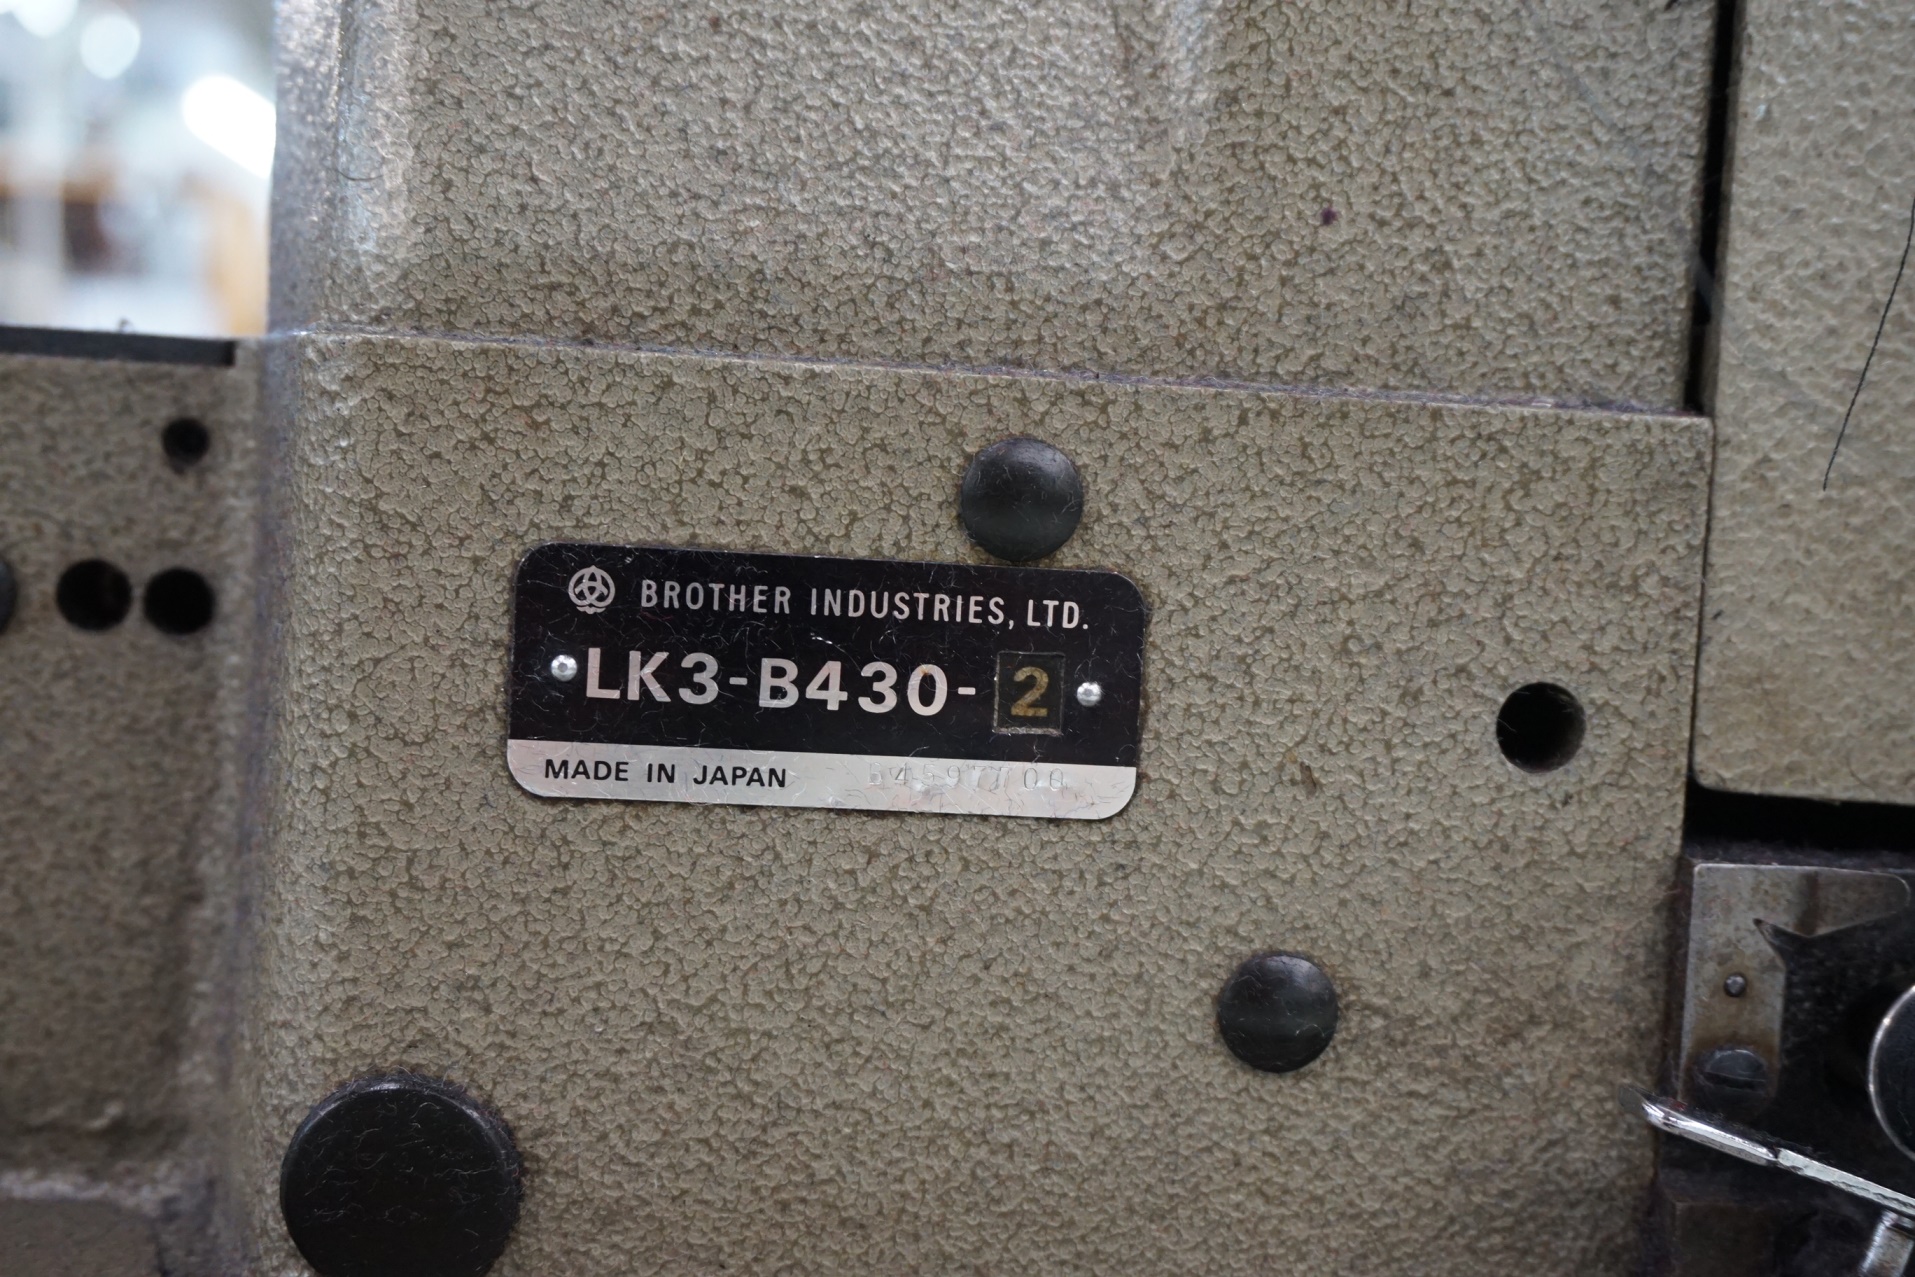 BROTHER INDUSTRIES, LTD.
LK3-B430-2
MADE IN JAPAN